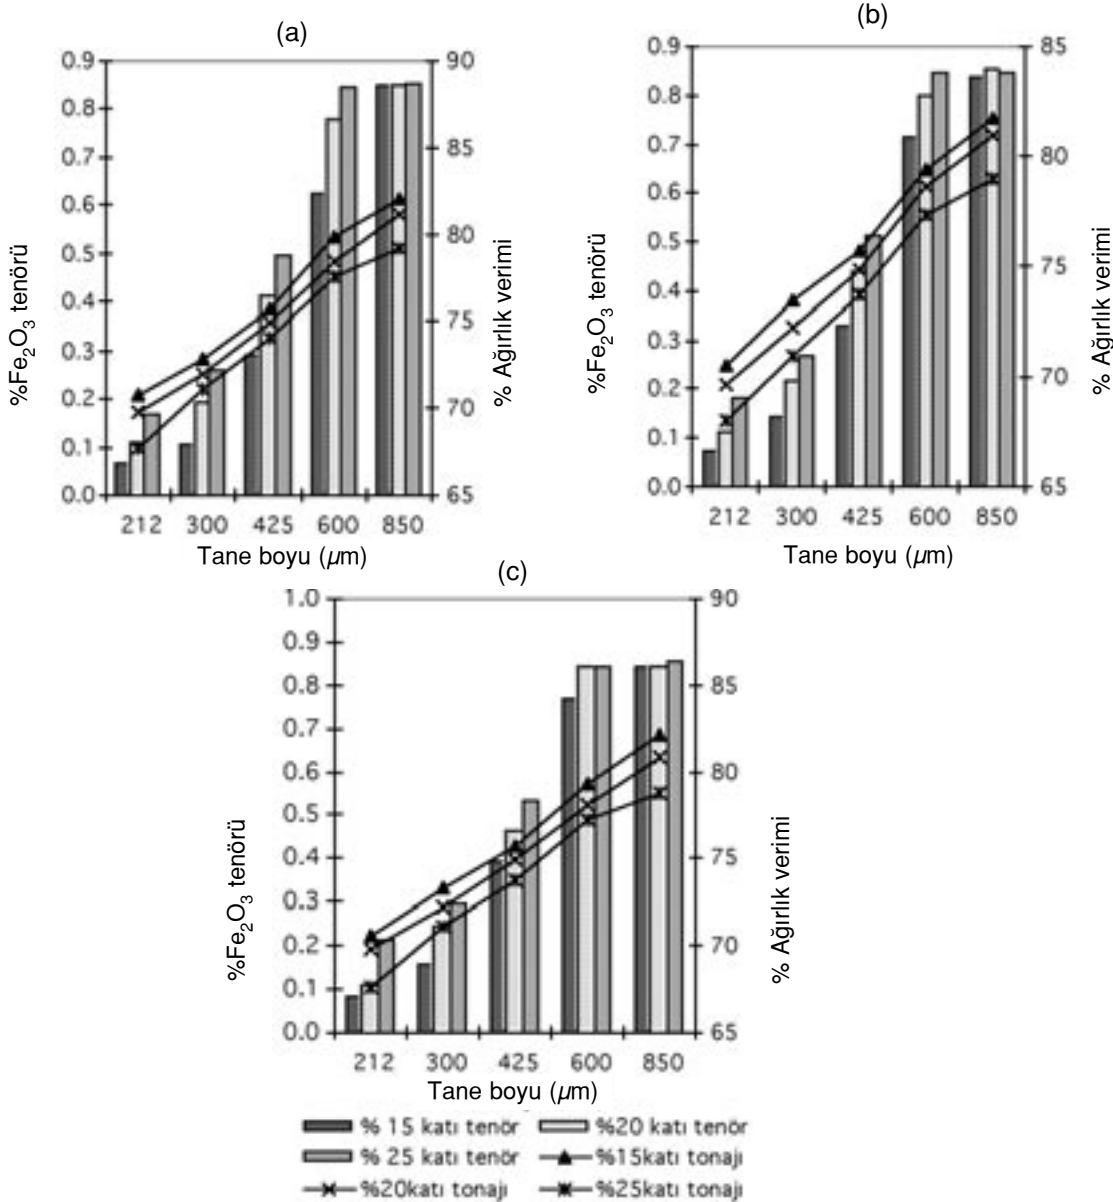 (a)
0.9
0.8
0.7
0.6
0.5
0.4
0.3
0.2
0.1
0.0
%Fe₂O₃ tenörü
90
85
80
75
70
65
% Ağırlık verimi
212 300 425 600 850
Tane boyu (µm)
(b)
0.9
0.8
0.7
0.6
0.5
0.4
0.3
0.2
0.1
0.0
%Fe₂O₃ tenörü
85
80
75
70
65
% Ağırlık verimi
212 300 425 600 850
Tane boyu (µm)
(c)
1.0
0.9
0.8
0.7
0.6
0.5
0.4
0.3
0.2
0.1
0.0
%Fe₂O₃ tenörü
90
85
80
75
70
65
% Ağırlık verimi
212 300 425 600 850
Tane boyu (µm)
% 15 katı tenör %20 katı tenör
% 25 katı tenör %15katı tonajı
%20katı tonajı %25katı tonajı